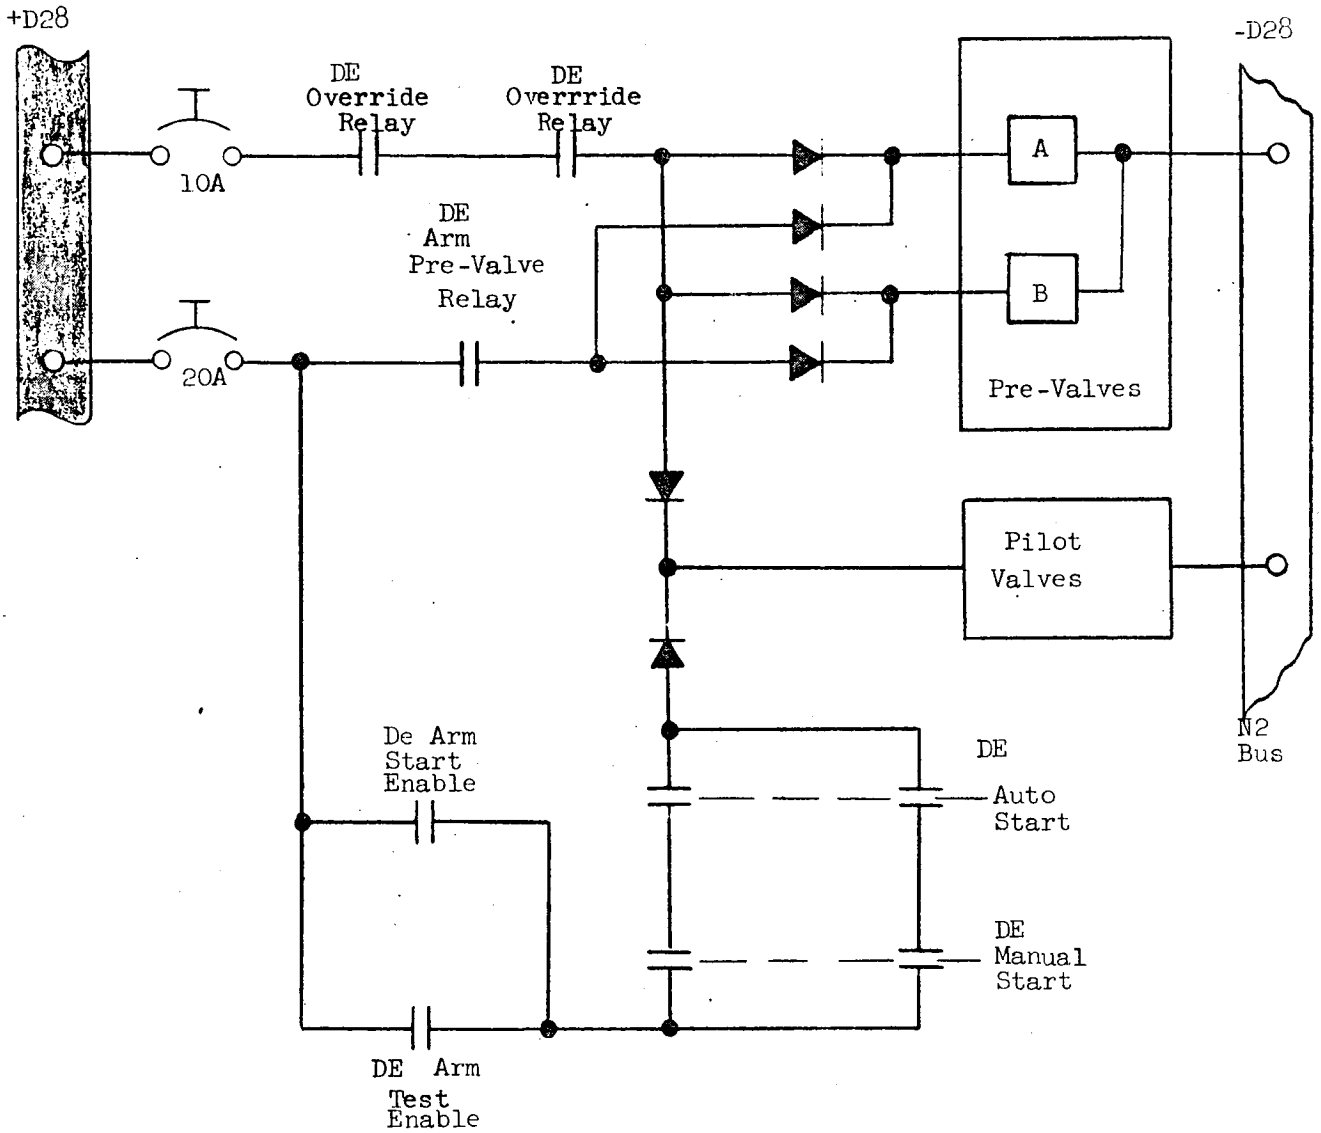 +D28
-D28
DE
Override
Relay
DE
Overrride
Relay
10A
A
DE
Arm
Pre-Valve
Relay
B
20A
Pre-Valves
Pilot
Valves
N2
Bus
De Arm
Start
Enable
DE
Auto
Start
DE
Manual
Start
DE Arm
Test
Enable